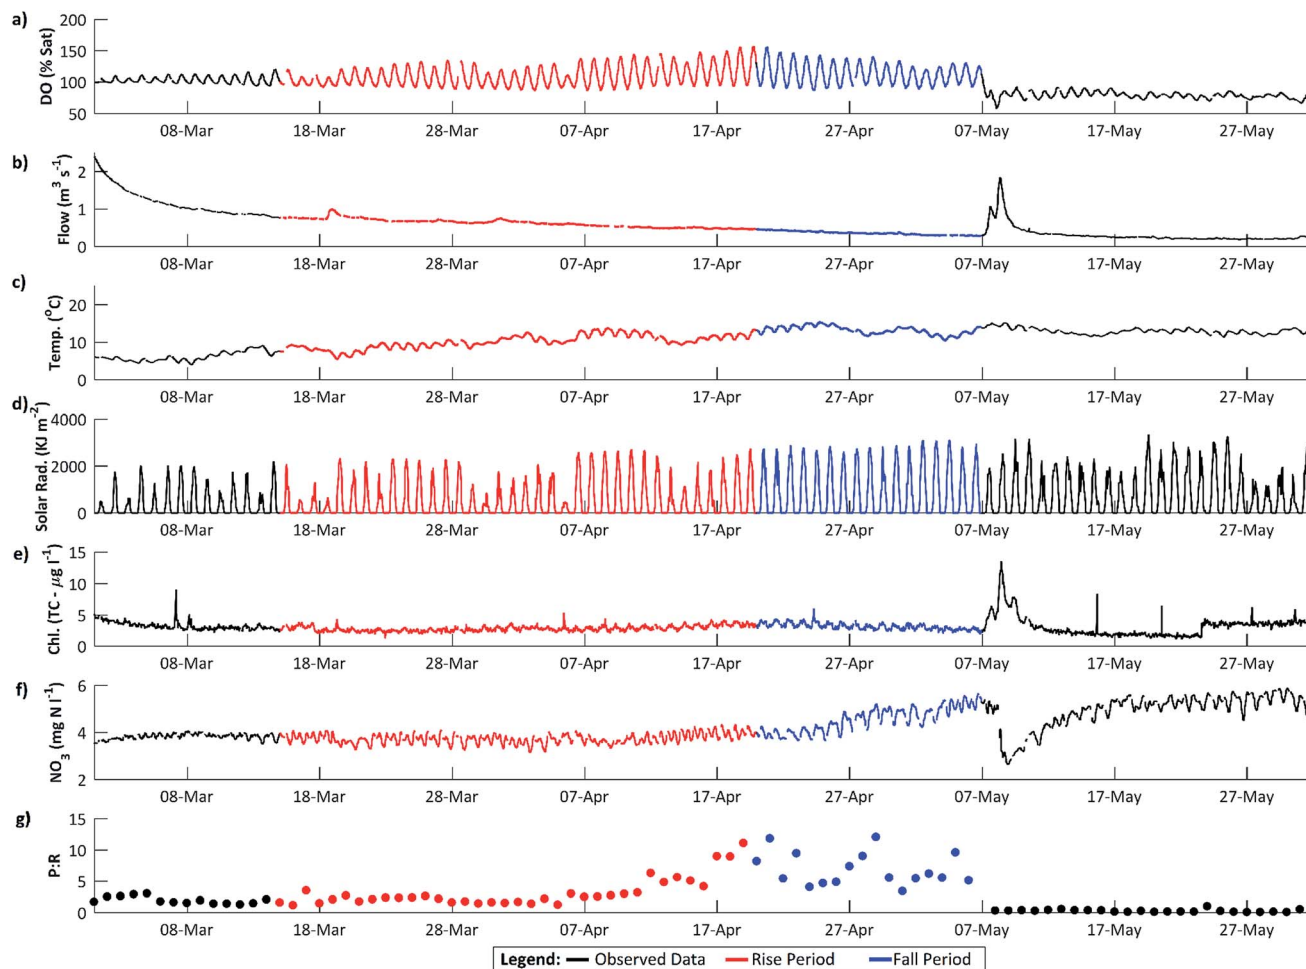 a)
DO (% Sat)
200
150
100
50
08-Mar 18-Mar 28-Mar 07-Apr 17-Apr 27-Apr 07-May 17-May 27-May
b)
Flow (m³ s⁻¹)
2
1
0
08-Mar 18-Mar 28-Mar 07-Apr 17-Apr 27-Apr 07-May 17-May 27-May
c)
Temp. (°C)
20
10
0
08-Mar 18-Mar 28-Mar 07-Apr 17-Apr 27-Apr 07-May 17-May 27-May
d)
Solar Rad. (KJ m⁻²)
4000
2000
0
08-Mar 18-Mar 28-Mar 07-Apr 17-Apr 27-Apr 07-May 17-May 27-May
e)
Chl. (TC - μg l⁻¹)
15
10
5
0
08-Mar 18-Mar 28-Mar 07-Apr 17-Apr 27-Apr 07-May 17-May 27-May
f)
NO₃ (mg N l⁻¹)
6
4
2
08-Mar 18-Mar 28-Mar 07-Apr 17-Apr 27-Apr 07-May 17-May 27-May
g)
P:R
15
10
5
0
08-Mar 18-Mar 28-Mar 07-Apr 17-Apr 27-Apr 07-May 17-May 27-May
Legend: Observed Data Rise Period Fall Period